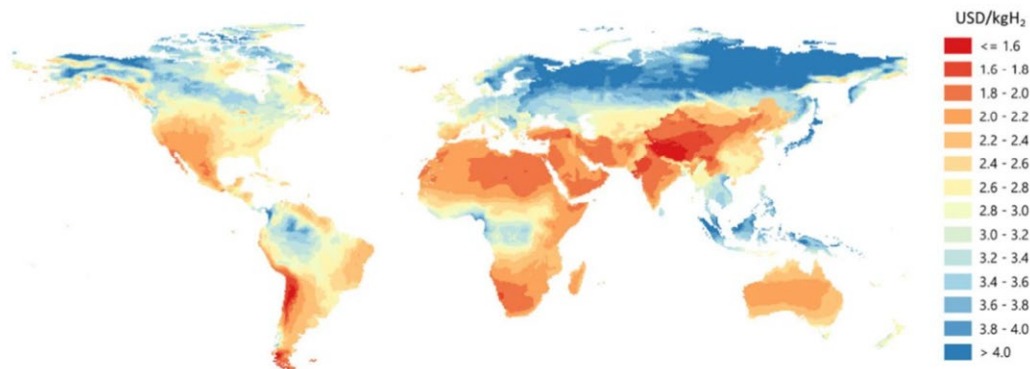 USD/kgH₂
<= 1.6
1.6 - 1.8
1.8 - 2.0
2.0 - 2.2
2.2 - 2.4
2.4 - 2.6
2.6 - 2.8
2.8 - 3.0
3.0 - 3.2
3.2 - 3.4
3.4 - 3.6
3.6 - 3.8
3.8 - 4.0
> 4.0